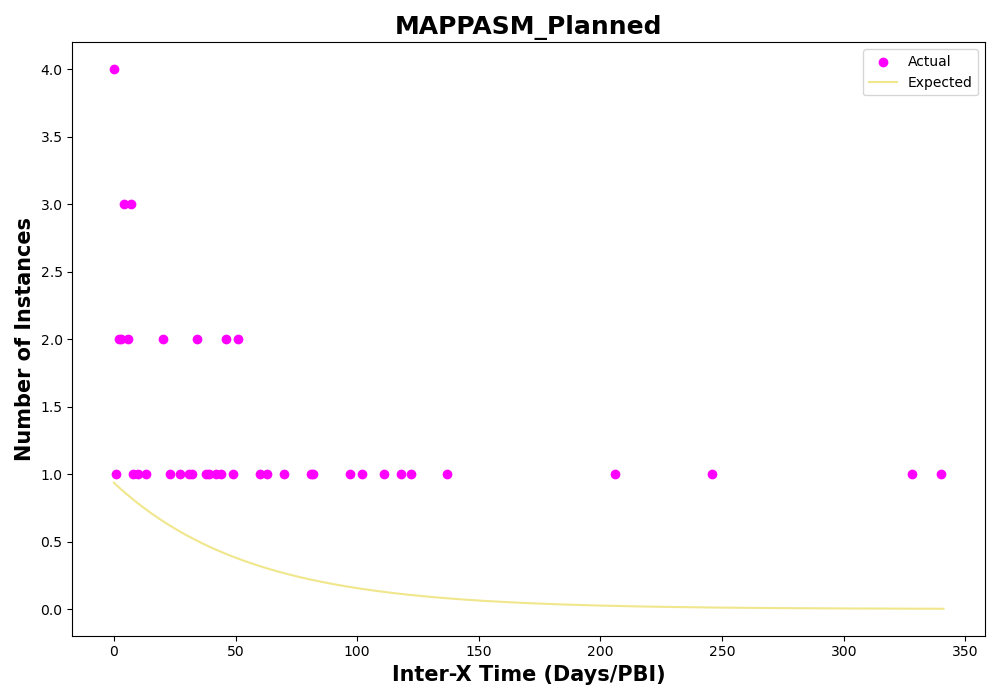 MAPPASM_Planned
Actual
Expected
4.0
3.5
3.0
2.5
2.0
1.5
1.0
0.5
0.0
Number of Instances
0 50 100 150 200 250 300 350
Inter-X Time (Days/PBI)